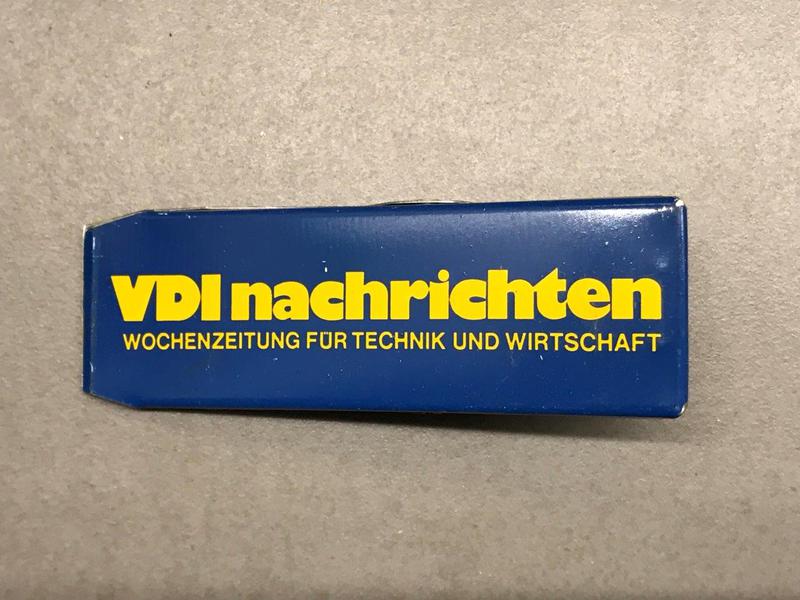 VDI nachrichten
WOCHENZEITUNG FÜR TECHNIK UND WIRTSCHAFT